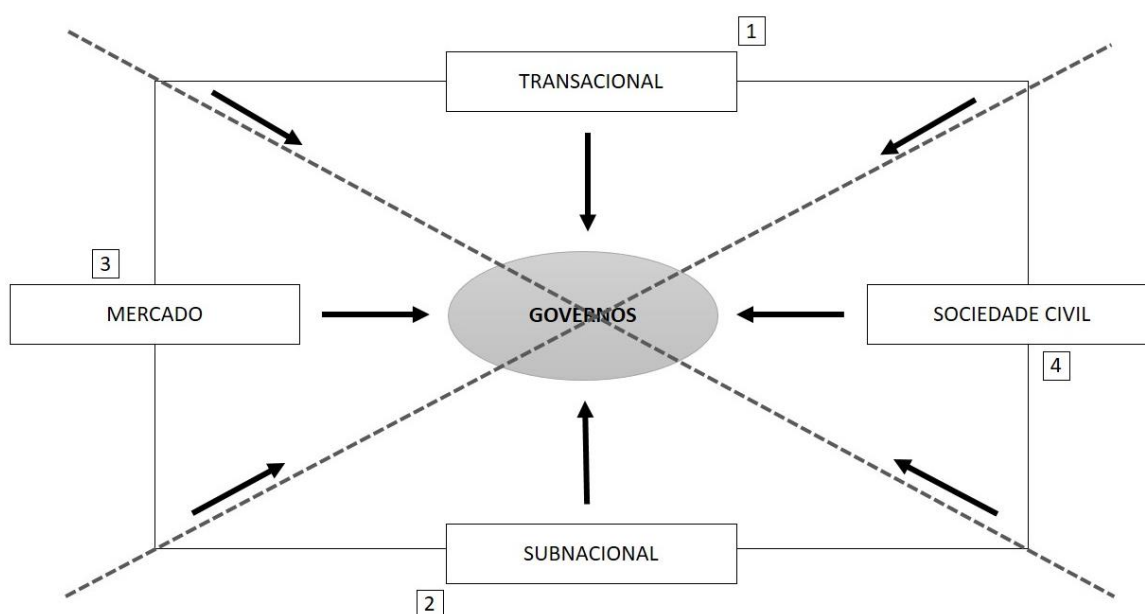 1
TRANSACIONAL
3
MERCADO
GOVERNOS
SOCIEDADE CIVIL
4
SUBNACIONAL
2